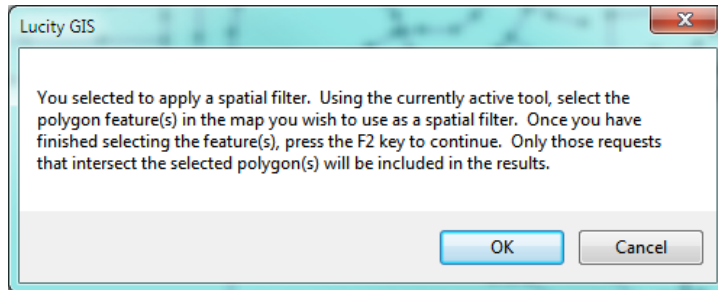 Lucity GIS
You selected to apply a spatial filter.  Using the currently active tool, select the
polygon feature(s) in the map you wish to use as a spatial filter.  Once you have
finished selecting the feature(s), press the F2 key to continue.  Only those requests
that intersect the selected polygon(s) will be included in the results.
OK
Cancel